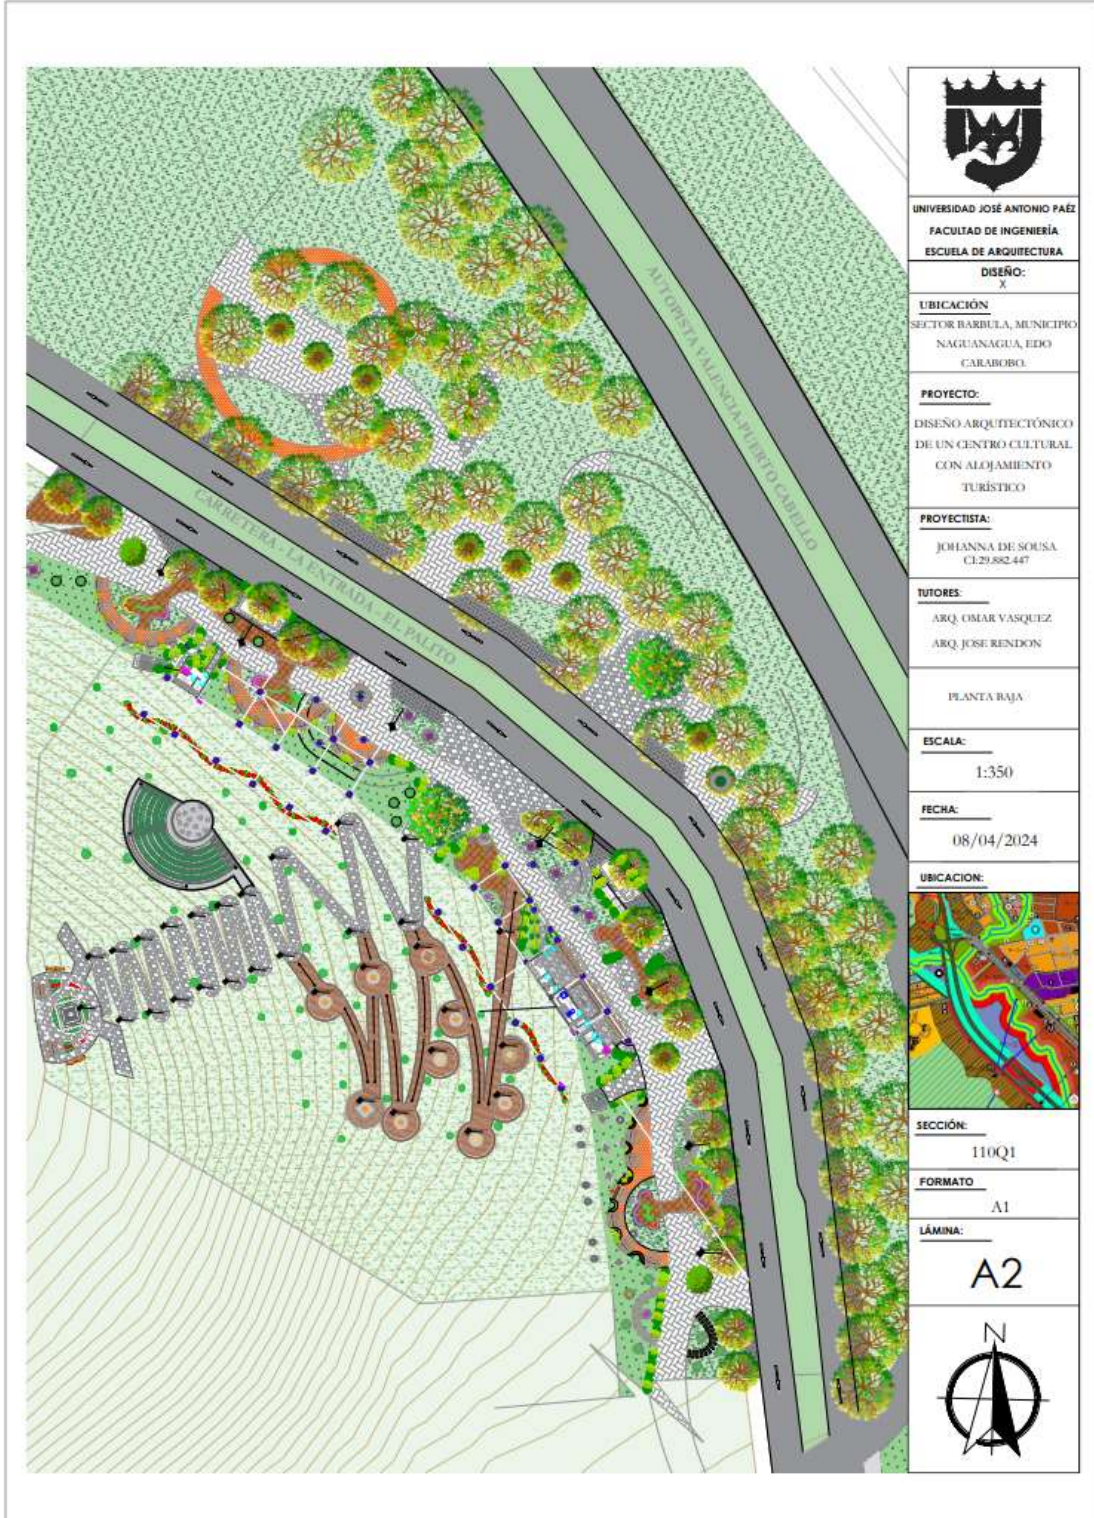 AUTOPISTA VALENCIA-PUERTO CABELLO
CARRETERA - LA ENTRADA - EL PALITO
UNIVERSIDAD JOSÉ ANTONIO PAÉZ
FACULTAD DE INGENIERÍA
ESCUELA DE ARQUITECTURA
DISEÑO:
X
UBICACIÓN
SECTOR BARBULA, MUNICIPIO
NAGUANAGUA, EDO
CARABOBO.
PROYECTO:
DISEÑO ARQUITECTÓNICO
DE UN CENTRO CULTURAL
CON ALOJAMIENTO
TURÍSTICO
PROYECTISTA:
JOHANNA DE SOUSA
CI:29.882.447
TUTORES:
ARQ. OMAR VASQUEZ
ARQ. JOSE RENDON
PLANTA BAJA
ESCALA:
1:350
FECHA:
08/04/2024
UBICACION:
SECCIÓN:
110Q1
FORMATO
A1
LÁMINA:
A2
N